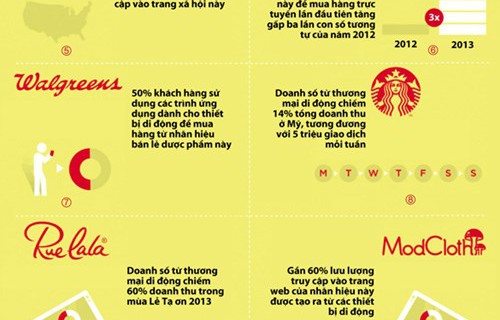 cập vào trang xã hội này
⑤
này để mua hàng trực
tuyến lần đầu tiên tăng
gấp ba lần con số tương
tự của năm 2012
3x
2012 2013
⑥
Walgreens
50% khách hàng sử
dụng các trình ứng
dụng dành cho thiết
bị di động để mua
hàng từ nhãn hiệu
bán lẻ dược phẩm này
⑦
Doanh số từ thương
mại di động chiếm
14% tổng doanh thu
ở Mỹ, tương đương
với 5 triệu giao dịch
mỗi tuần
M T W T F S S
⑧
Rue La La
Doanh số từ thương
mại di động chiếm
60% doanh thu trong
mùa Lễ Tạ ơn 2013
ModCloth
Gần 60% lưu lượng
truy cập vào trang
web của nhãn hiệu này
được tạo ra từ các thiết
bị di động